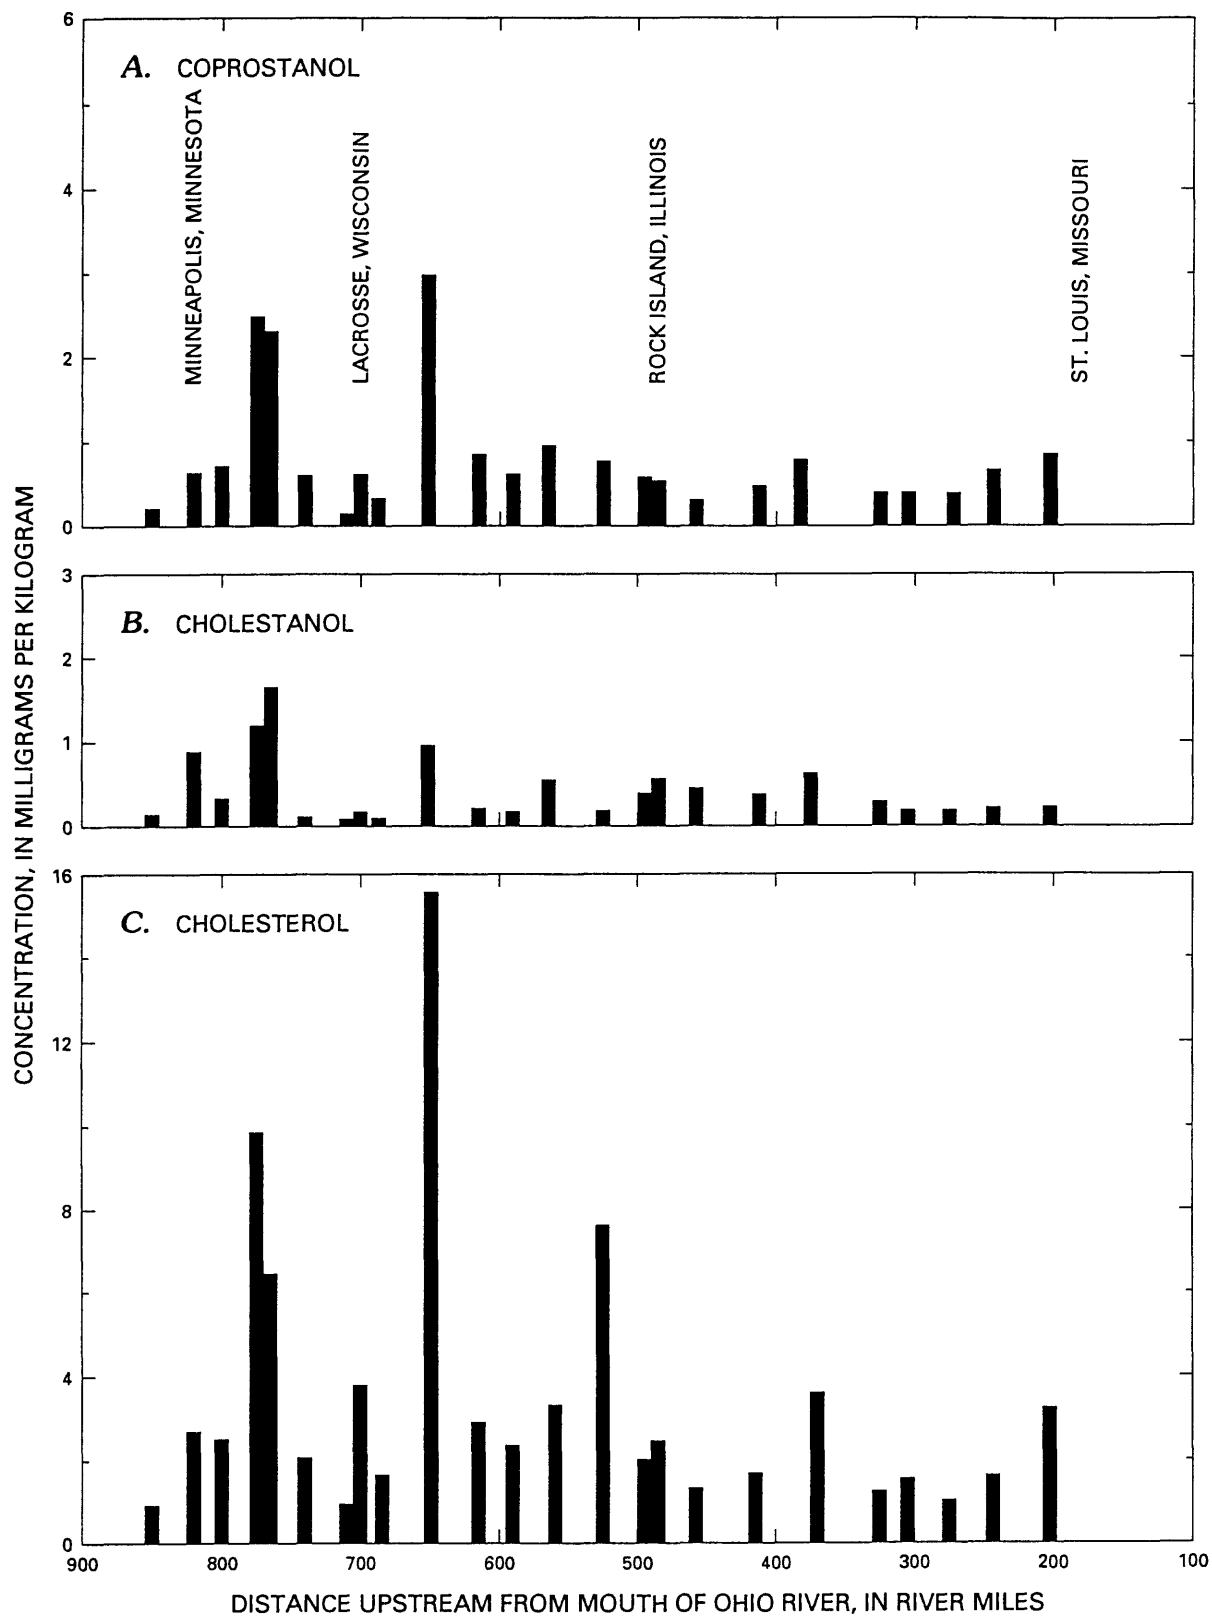 6
A. COPROSTANOL
MINNEAPOLIS, MINNESOTA
LACROSSE, WISCONSIN
ROCK ISLAND, ILLINOIS
ST. LOUIS, MISSOURI
4
2
0
CONCENTRATION, IN MILLIGRAMS PER KILOGRAM
3
B. CHOLESTANOL
2
1
0
16
C. CHOLESTEROL
12
8
4
0
900 800 700 600 500 400 300 200 100
DISTANCE UPSTREAM FROM MOUTH OF OHIO RIVER, IN RIVER MILES